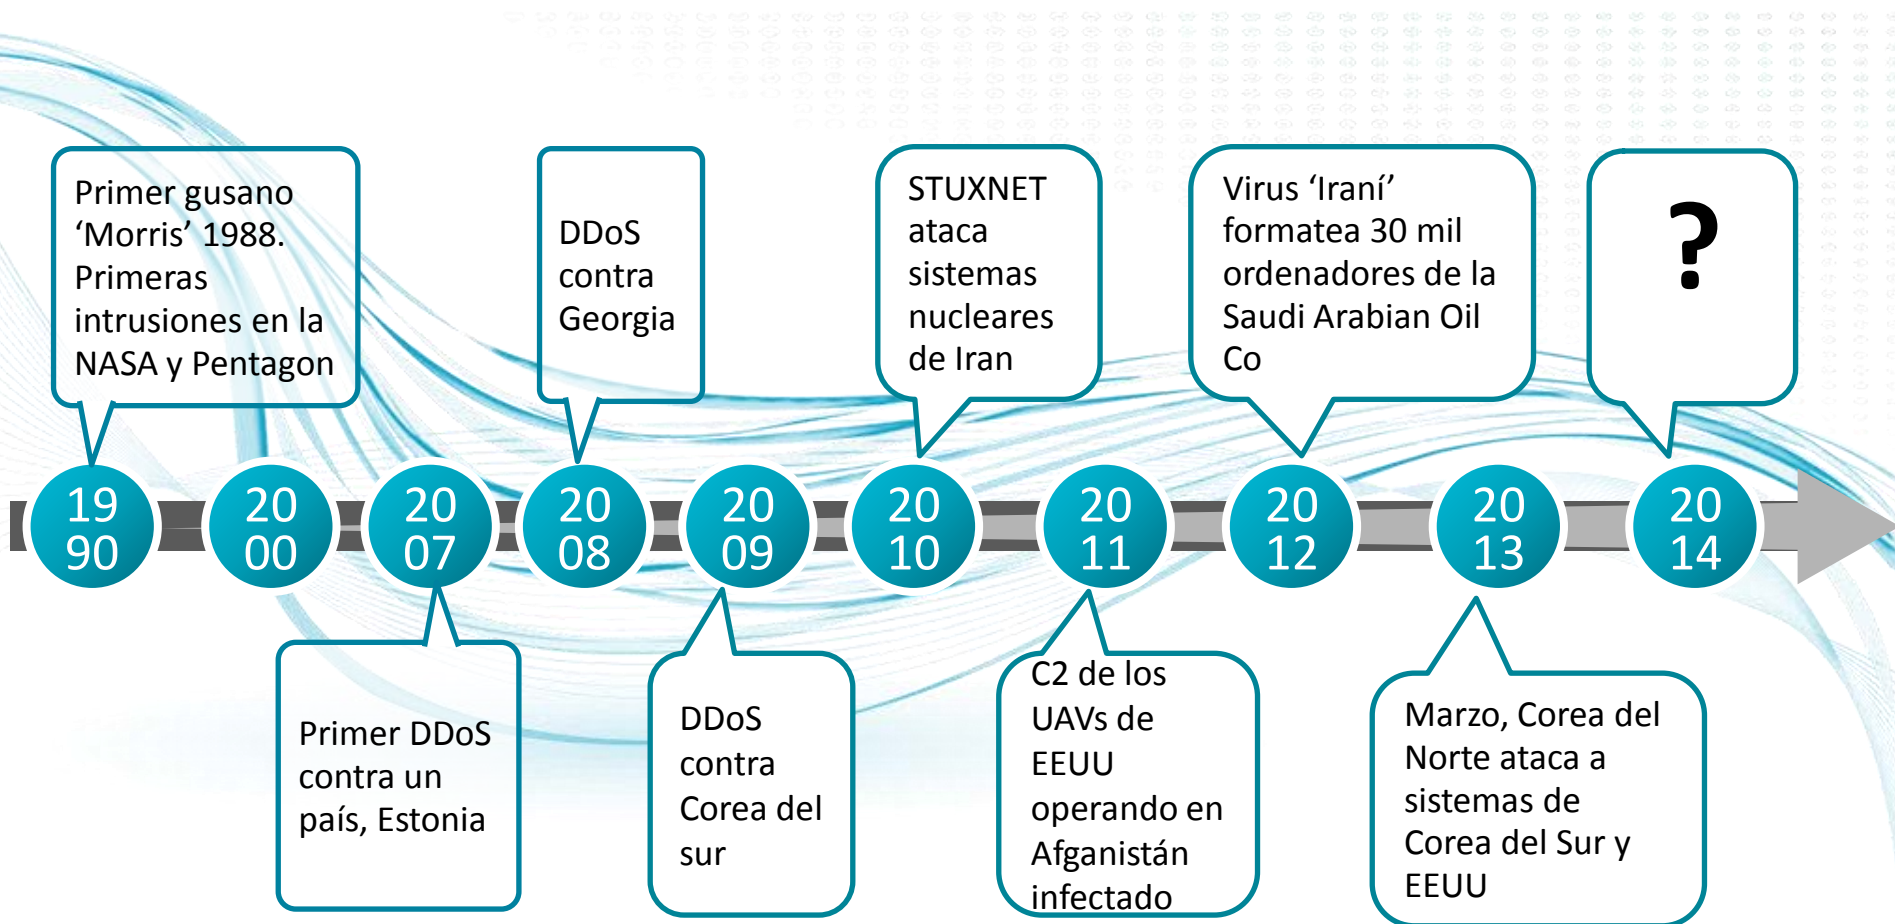 Primer gusano
‘Morris’ 1988.
Primeras
intrusiones en la
NASA y Pentagon
DDoS
contra
Georgia
STUXNET
ataca
sistemas
nucleares
de Iran
Virus ‘Iraní’
formatea 30 mil
ordenadores de la
Saudi Arabian Oil
Co
?
19
90
20
00
20
07
20
08
20
09
20
10
20
11
20
12
20
13
20
14
Primer DDoS
contra un
país, Estonia
DDoS
contra
Corea del
sur
C2 de los
UAVs de
EEUU
operando en
Afganistán
infectado
Marzo, Corea del
Norte ataca a
sistemas de
Corea del Sur y
EEUU